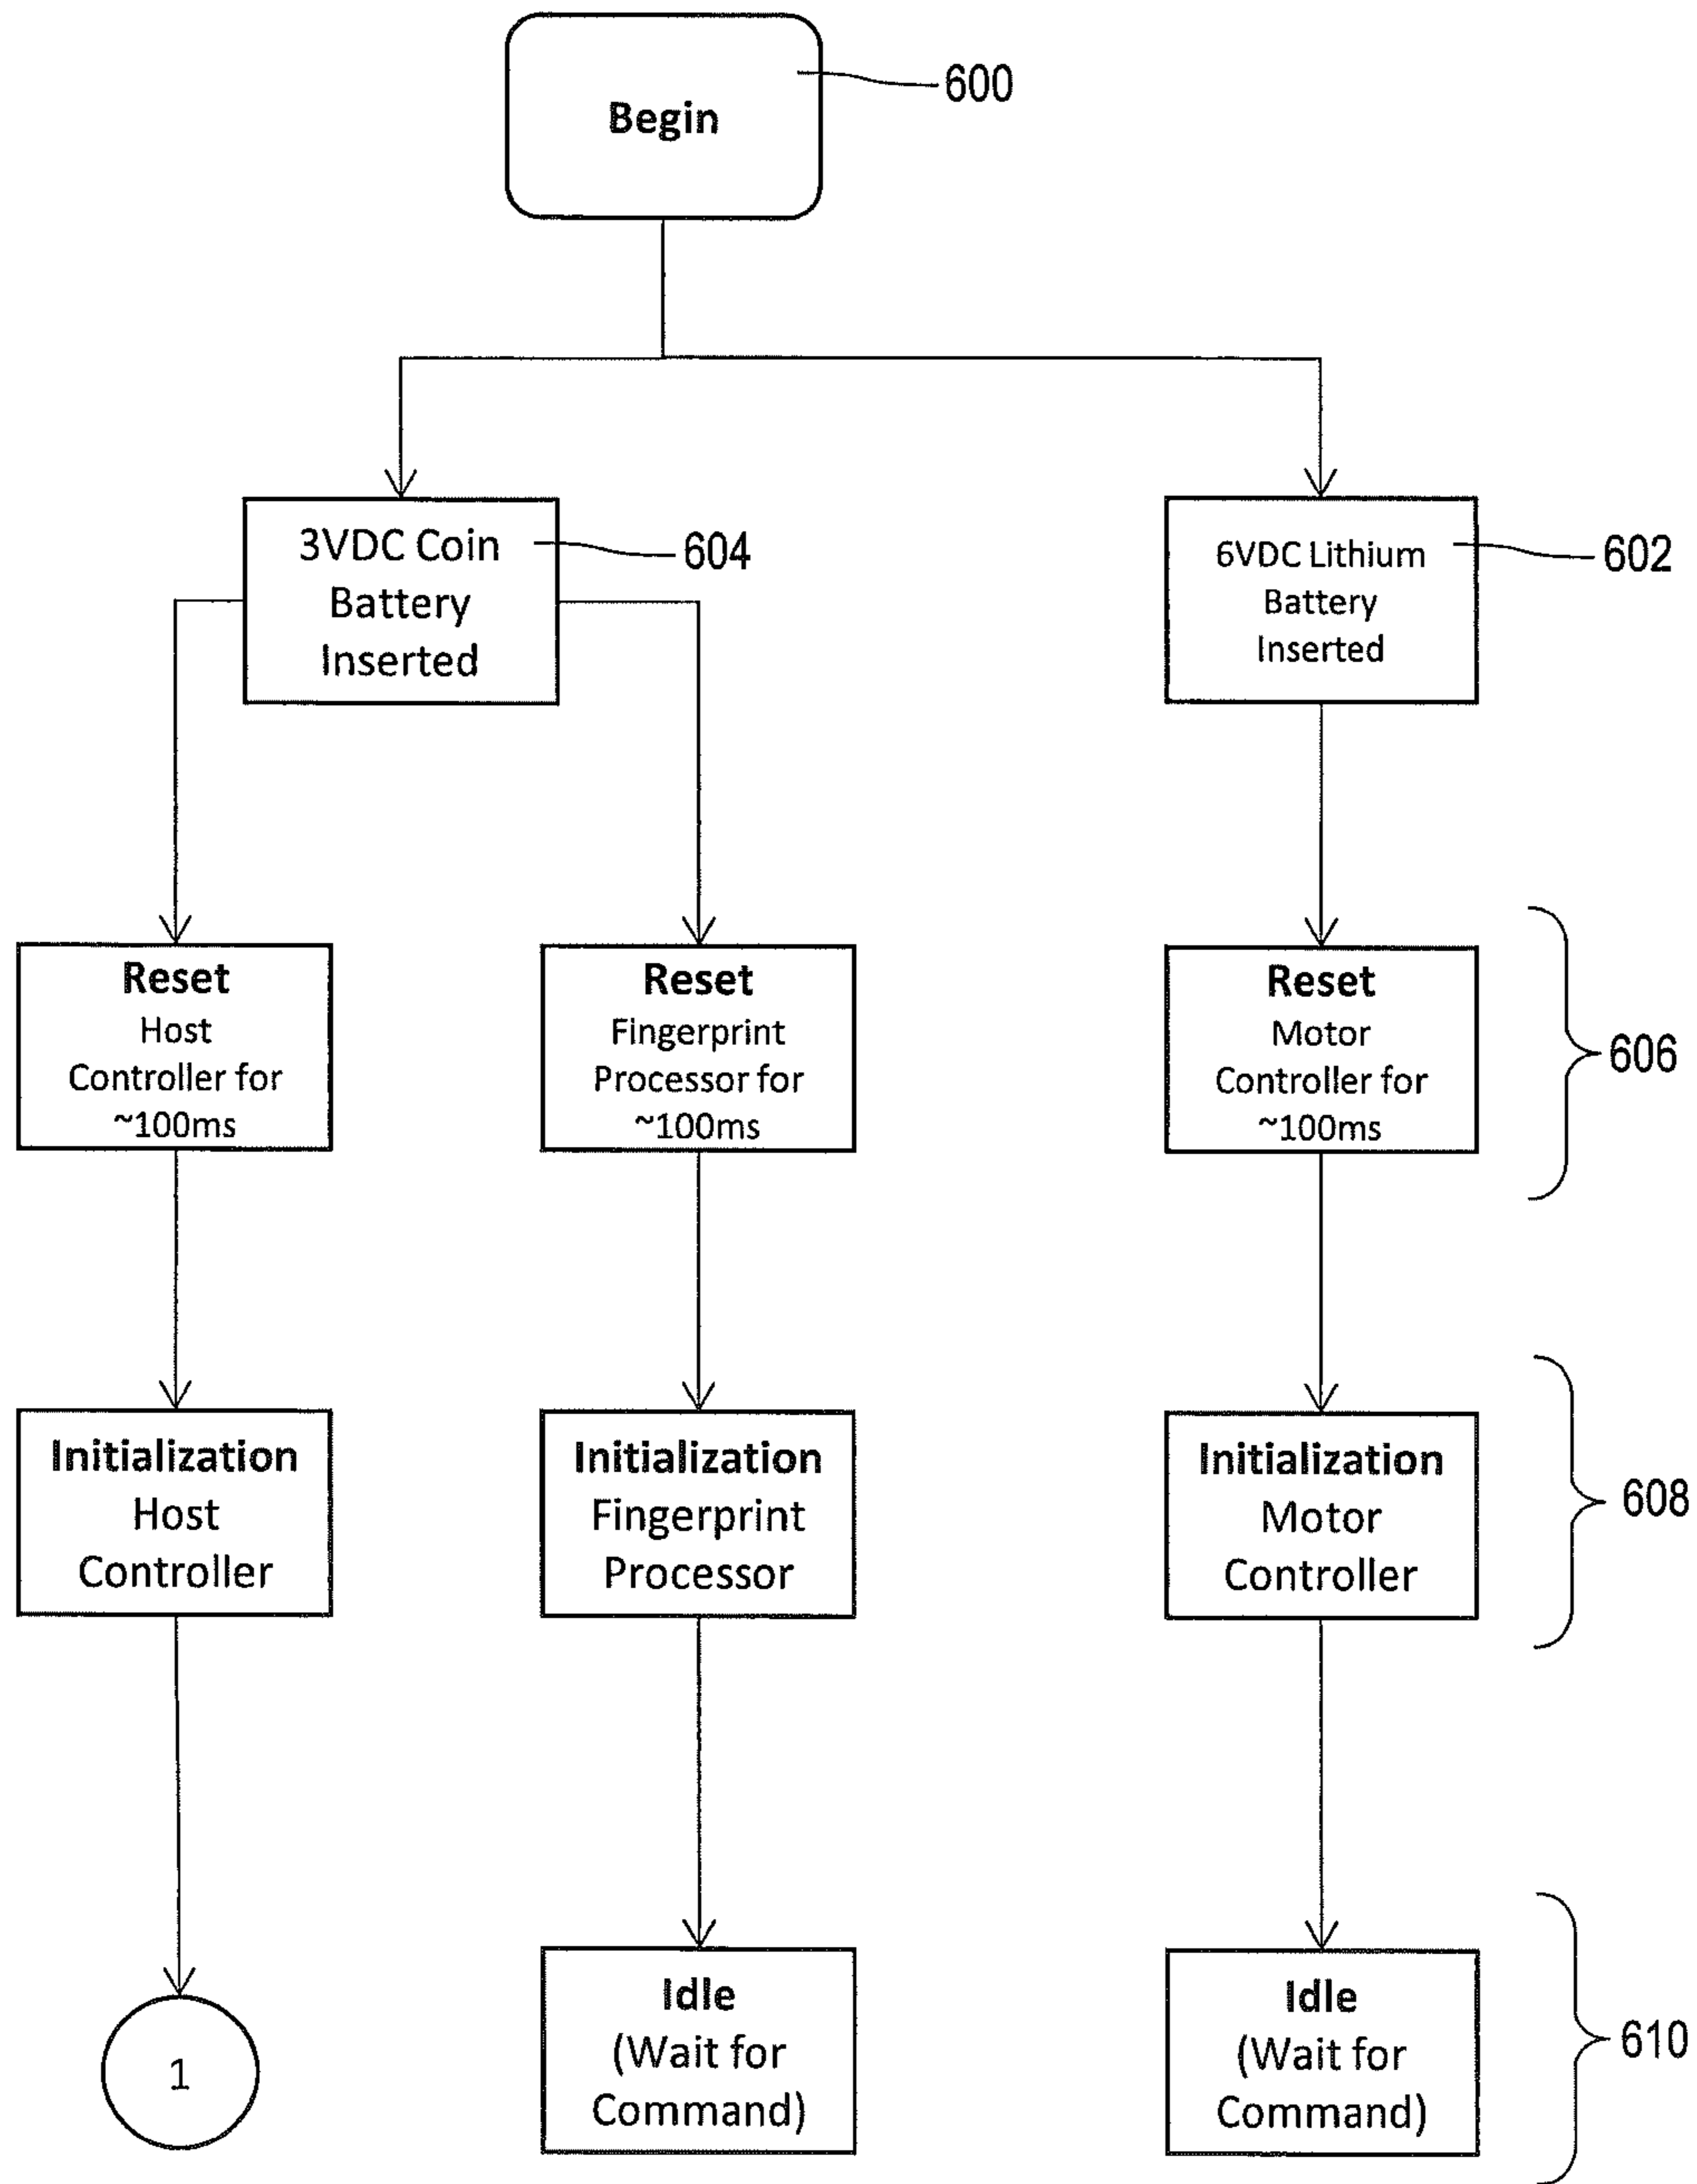 Begin
600
3VDC Coin
Battery
Inserted
604
6VDC Lithium
Battery
Inserted
602
Reset
Host
Controller for
~100ms
Reset
Fingerprint
Processor for
~100ms
Reset
Motor
Controller for
~100ms
606
Initialization
Host
Controller
Initialization
Fingerprint
Processor
Initialization
Motor
Controller
608
1
Idle
(Wait for
Command)
Idle
(Wait for
Command)
610